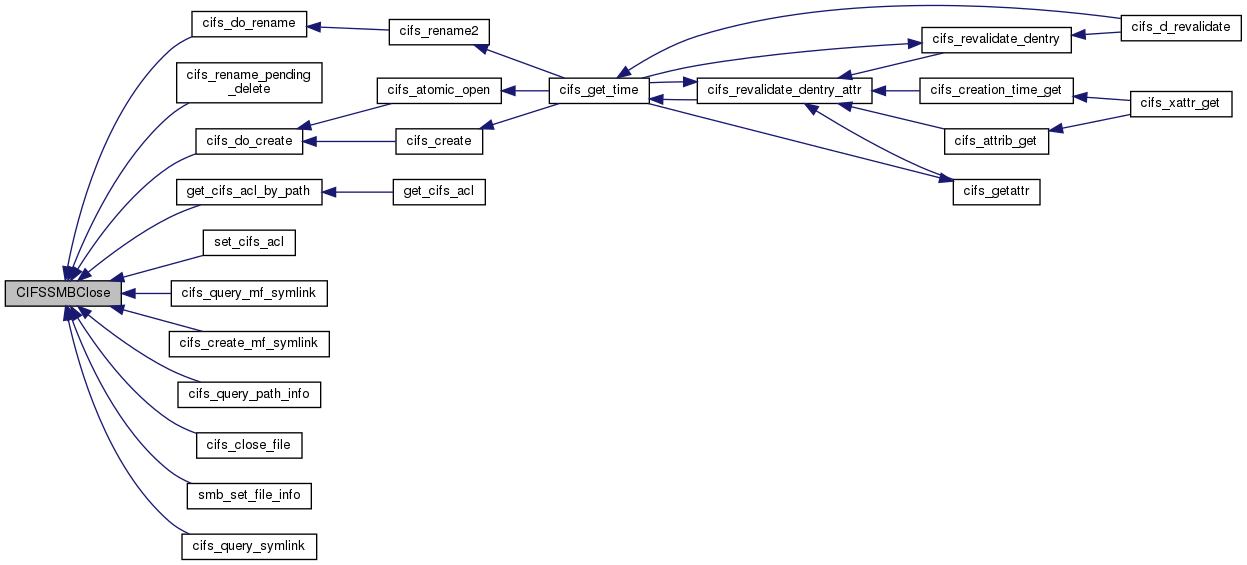 CIFSSMBClose
cifs_do_rename
cifs_rename_pending
_delete
cifs_do_create
get_cifs_acl_by_path
set_cifs_acl
cifs_query_mf_symlink
cifs_create_mf_symlink
cifs_query_path_info
cifs_close_file
smb_set_file_info
cifs_query_symlink
cifs_rename2
cifs_atomic_open
cifs_create
get_cifs_acl
cifs_get_time
cifs_revalidate_dentry_attr
cifs_revalidate_dentry
cifs_creation_time_get
cifs_attrib_get
cifs_getattr
cifs_d_revalidate
cifs_xattr_get